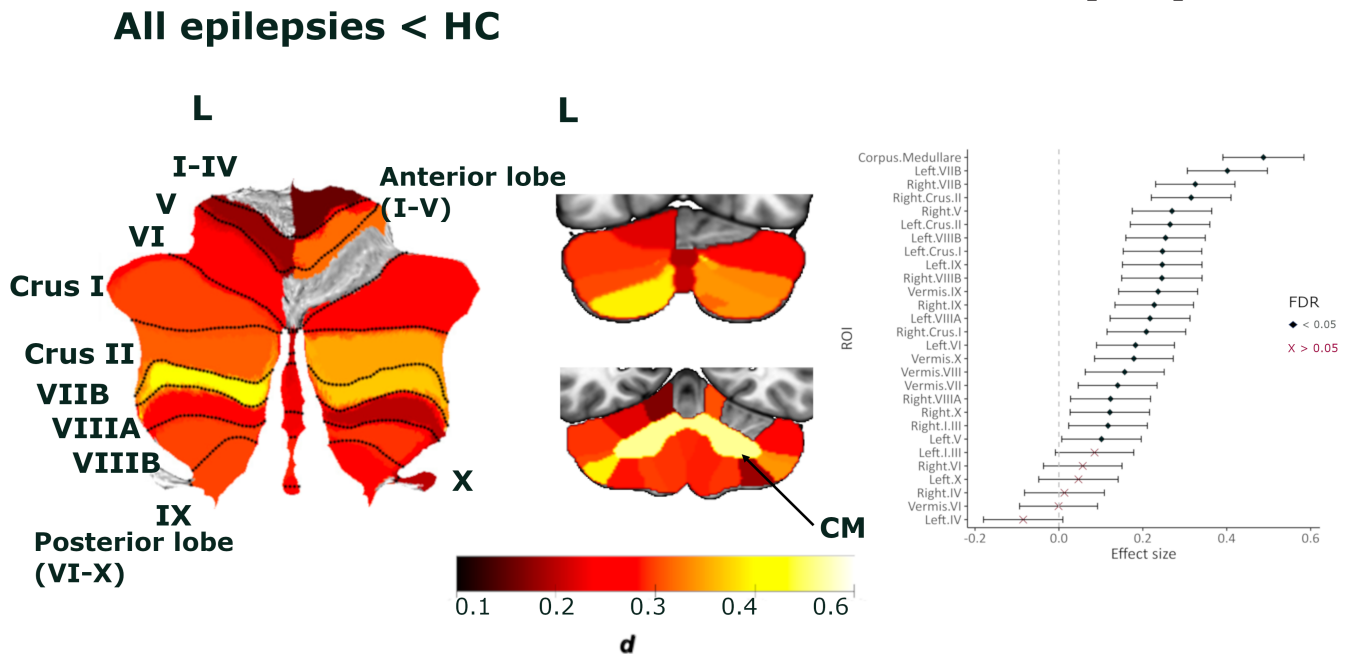 All epilepsies < HC
L
I-IV
V
VI
Crus I
Crus II
VIIB
VIIIA
VIIIB
IX
Posterior lobe
(VI-X)
Anterior lobe
(I-V)
X
L
CM
0.1 0.2 0.3 0.4 0.6
d
ROI
Corpus.Medullare
Left.VIIB
Right.VIIB
Right.Crus.II
Right.V
Left.Crus.II
Left.VIIIB
Left.Crus.I
Left.IX
Right.VIIIB
Vermis.IX
Right.IX
Left.VIIIA
Right.Crus.I
Left.VI
Vermis.X
Vermis.VIII
Vermis.VII
Right.VIIIA
Right.X
Right.I.III
Left.V
Left.I.III
Right.VI
Left.X
Right.IV
Vermis.VI
Left.IV
-0.2 0.0 0.2 0.4 0.6
Effect size
FDR
< 0.05
X > 0.05